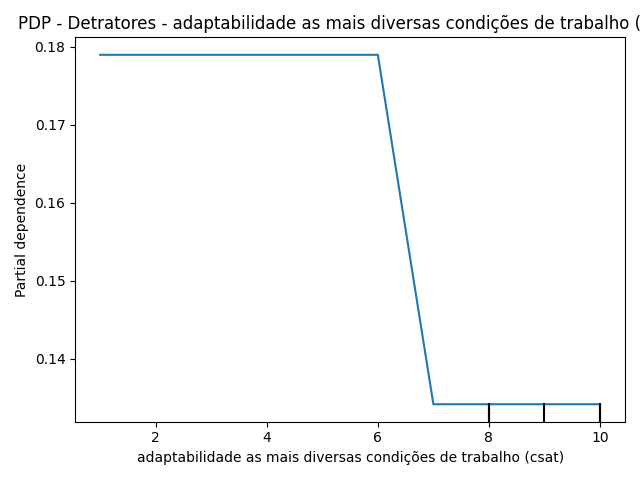 PDP - Detratores - adaptabilidade as mais diversas condições de trabalho (
0.18
0.17
0.16
0.15
0.14
Partial dependence
2 4 6 8 10
adaptabilidade as mais diversas condições de trabalho (csat)